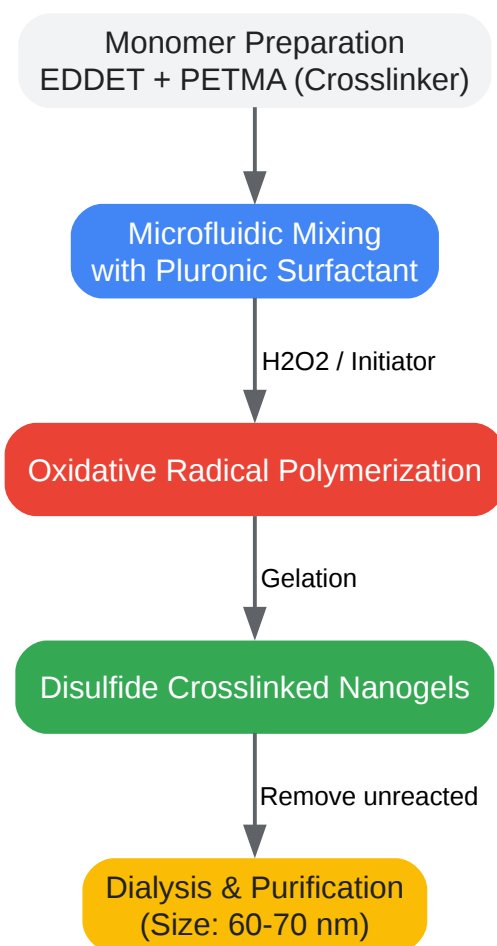 Monomer Preparation
EDDET + PETMA (Crosslinker)
Microfluidic Mixing
with Pluronic Surfactant
H2O2 / Initiator
Oxidative Radical Polymerization
Gelation
Disulfide Crosslinked Nanogels
Remove unreacted
Dialysis & Purification
(Size: 60-70 nm)